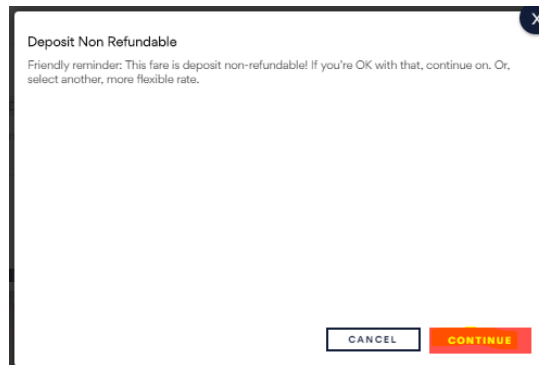 X
Deposit Non Refundable
Friendly reminder: This fare is deposit non-refundable! If you're OK with that, continue on. Or,
select another, more flexible rate.
CANCEL CONTINUE